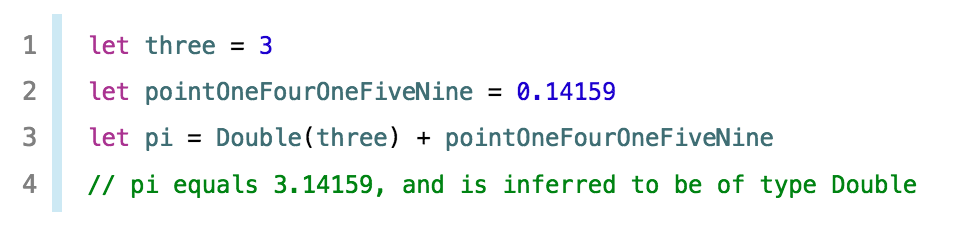 1 let three = 3
2 let pointOneFourOneFiveNine = 0.14159
3 let pi = Double(three) + pointOneFourOneFiveNine
4 // pi equals 3.14159, and is inferred to be of type Double